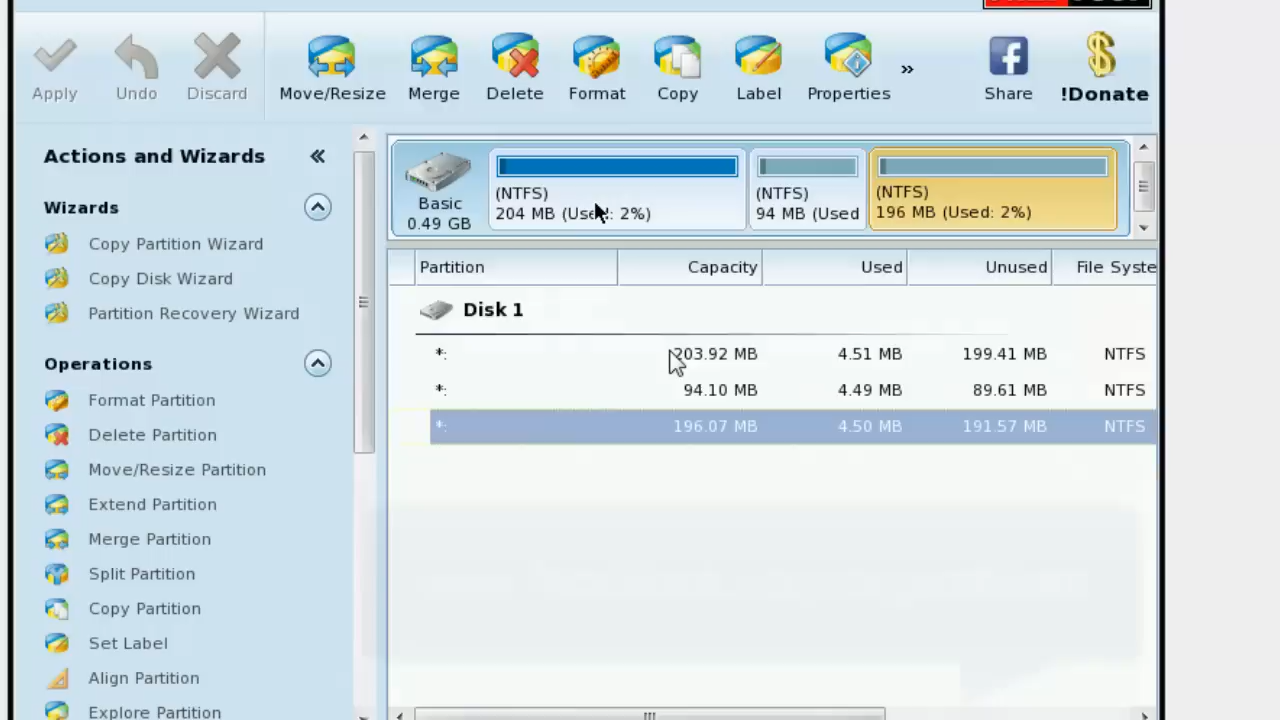 Apply Undo Discard Move/Resize Merge Delete Format Copy Label Properties » Share !Donate
Actions and Wizards «
Wizards
Copy Partition Wizard
Copy Disk Wizard
Partition Recovery Wizard
Operations
Format Partition
Delete Partition
Move/Resize Partition
Extend Partition
Merge Partition
Split Partition
Copy Partition
Set Label
Align Partition
Explore Partition
Basic
0.49 GB
(NTFS)
204 MB (Used: 2%)
(NTFS)
94 MB (Used
(NTFS)
196 MB (Used: 2%)
Partition Capacity Used Unused File Syste
Disk 1
*: 203.92 MB 4.51 MB 199.41 MB NTFS
*: 94.10 MB 4.49 MB 89.61 MB NTFS
*: 196.07 MB 4.50 MB 191.57 MB NTFS